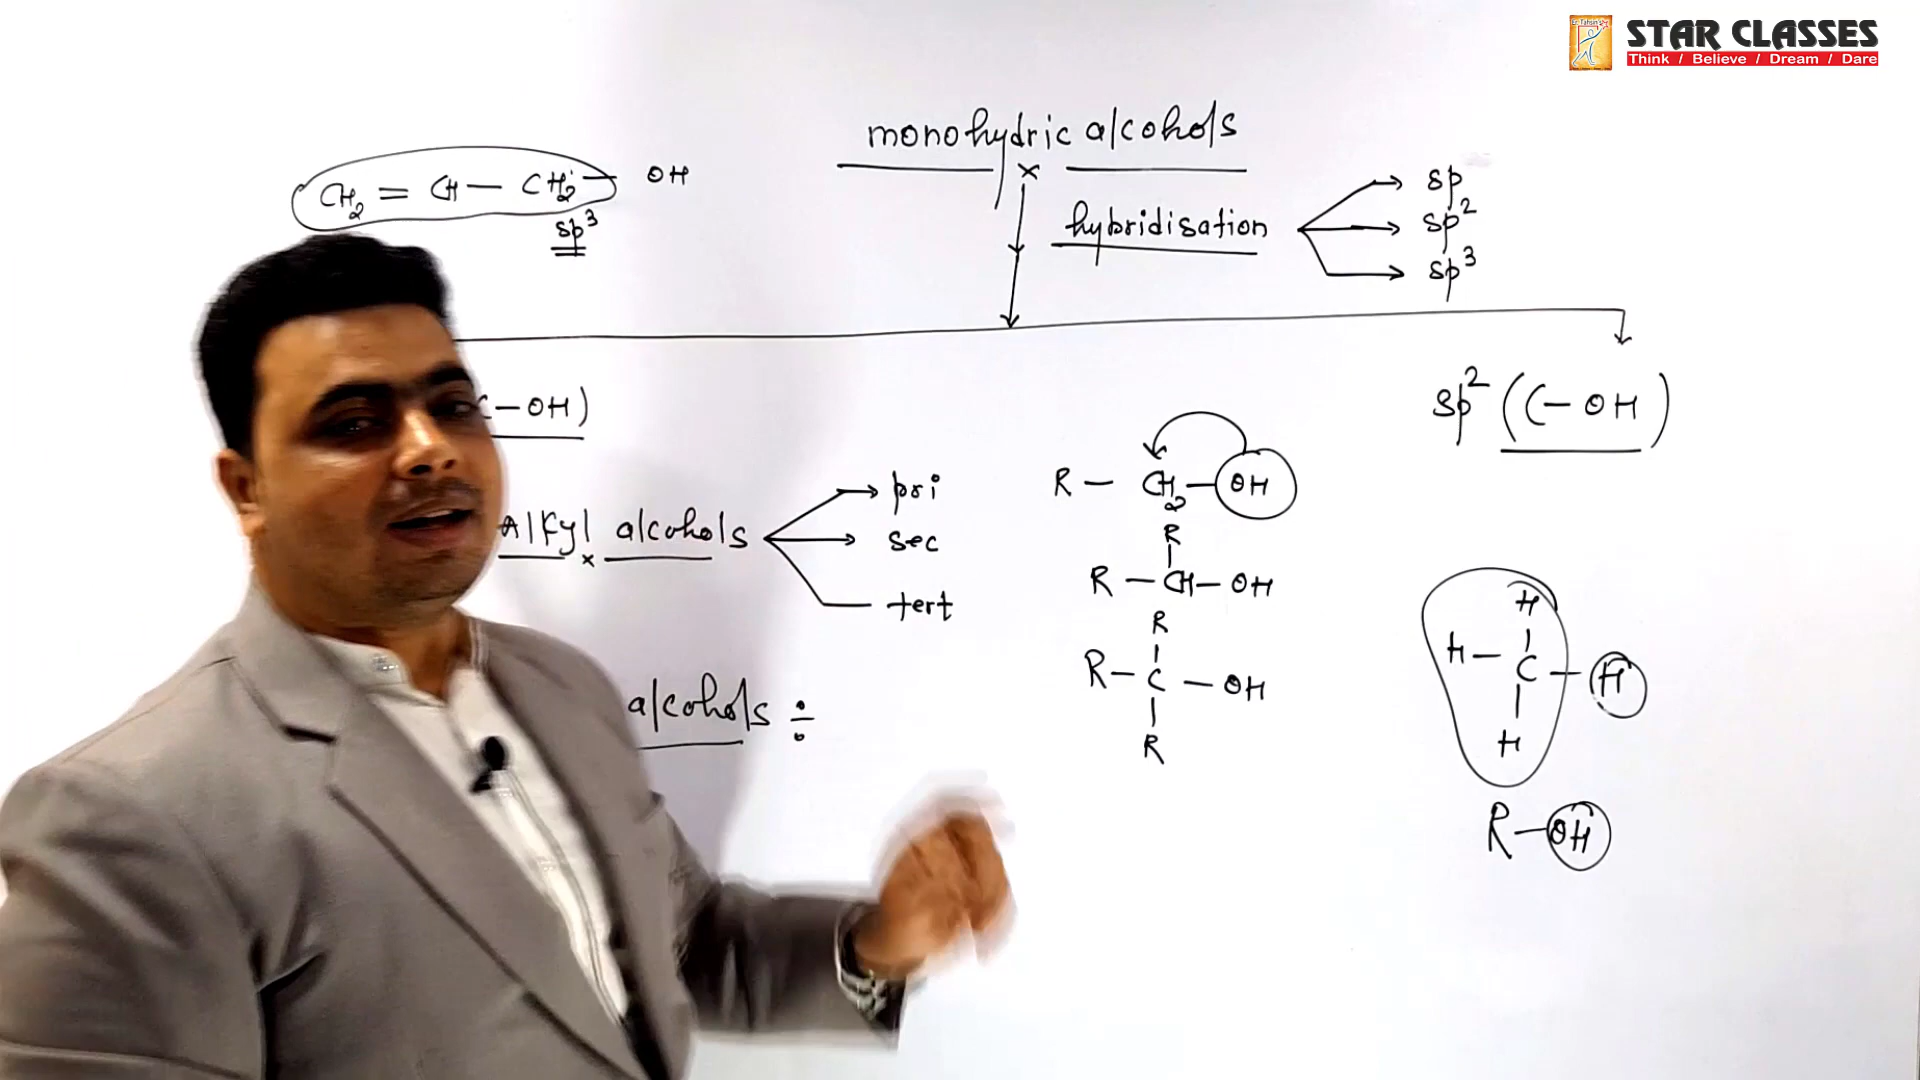 STAR CLASSES
Think / Believe / Dream / Dare
monohydric alcohols
CH₂ = CH — CH₂ — OH
sp³
hybridisation
sp
sp²
sp³
C—OH)
sp² (C—OH)
Alkyl alcohols
pri
sec
tert
R — CH₂—OH
R
R — CH — OH
R
R — C — OH
R
H
H — C — H
H
alcohols ÷
R—OH